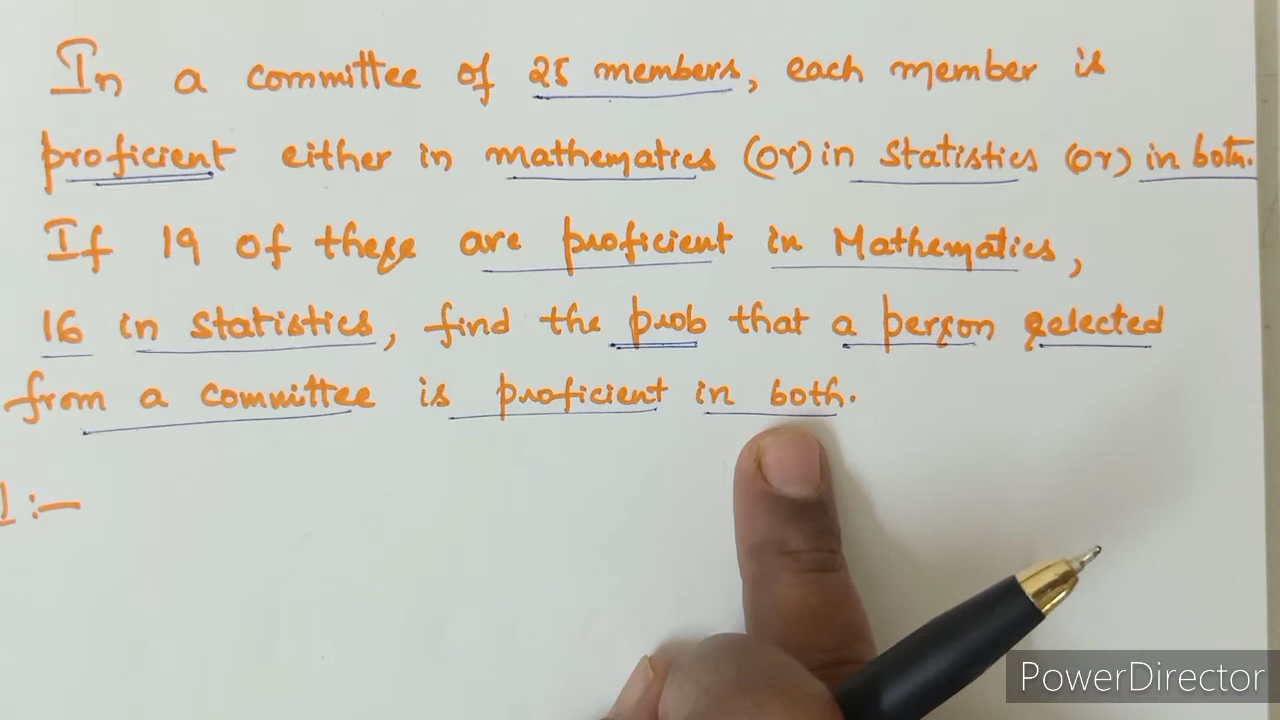 In a committee of 25 members, each member is
proficient either in mathematics (or) in statistics (or) in both.
If 19 of these are proficient in Mathematics,
16 in statistics, find the prob that a person selected
from a committee is proficient in both.
l :-
PowerDirector